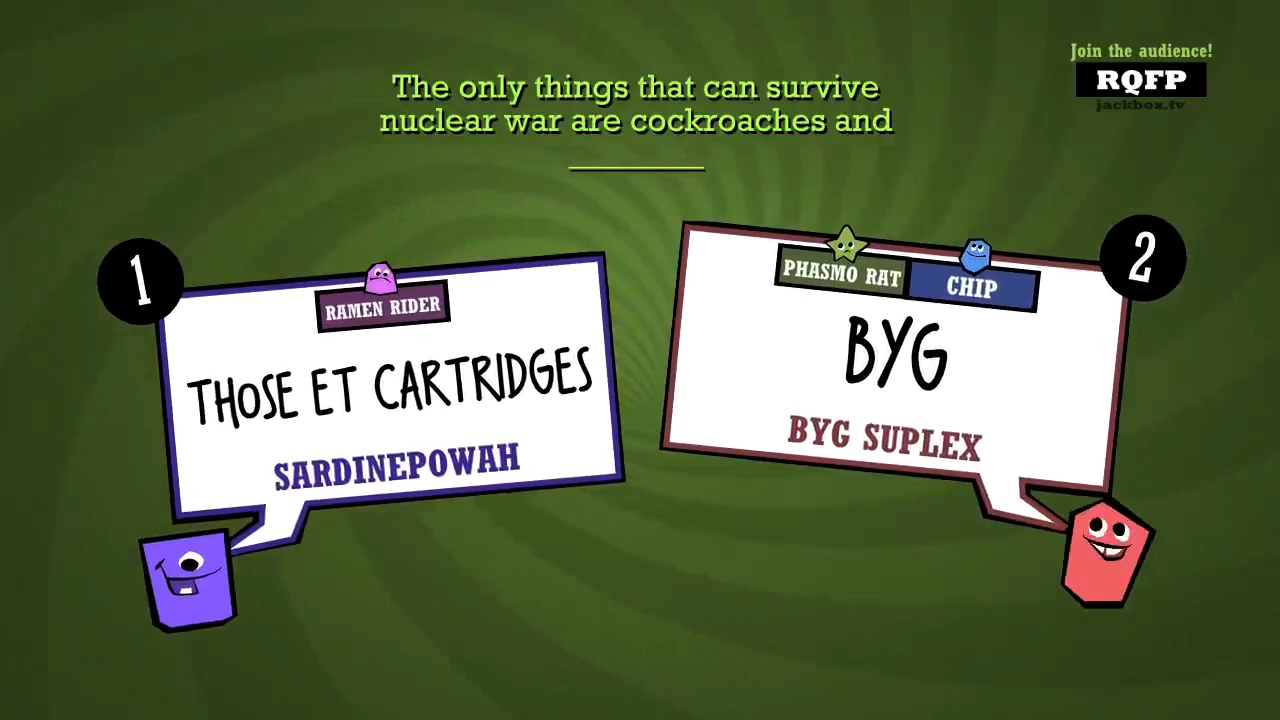 Join the audience!
RQFP
jackbox.tv
The only things that can survive
nuclear war are cockroaches and
1
RAMEN RIDER
THOSE ET CARTRIDGES
SARDINEPOWAH
2
PHASMO RAT
CHIP
BYG
BYG SUPLEX